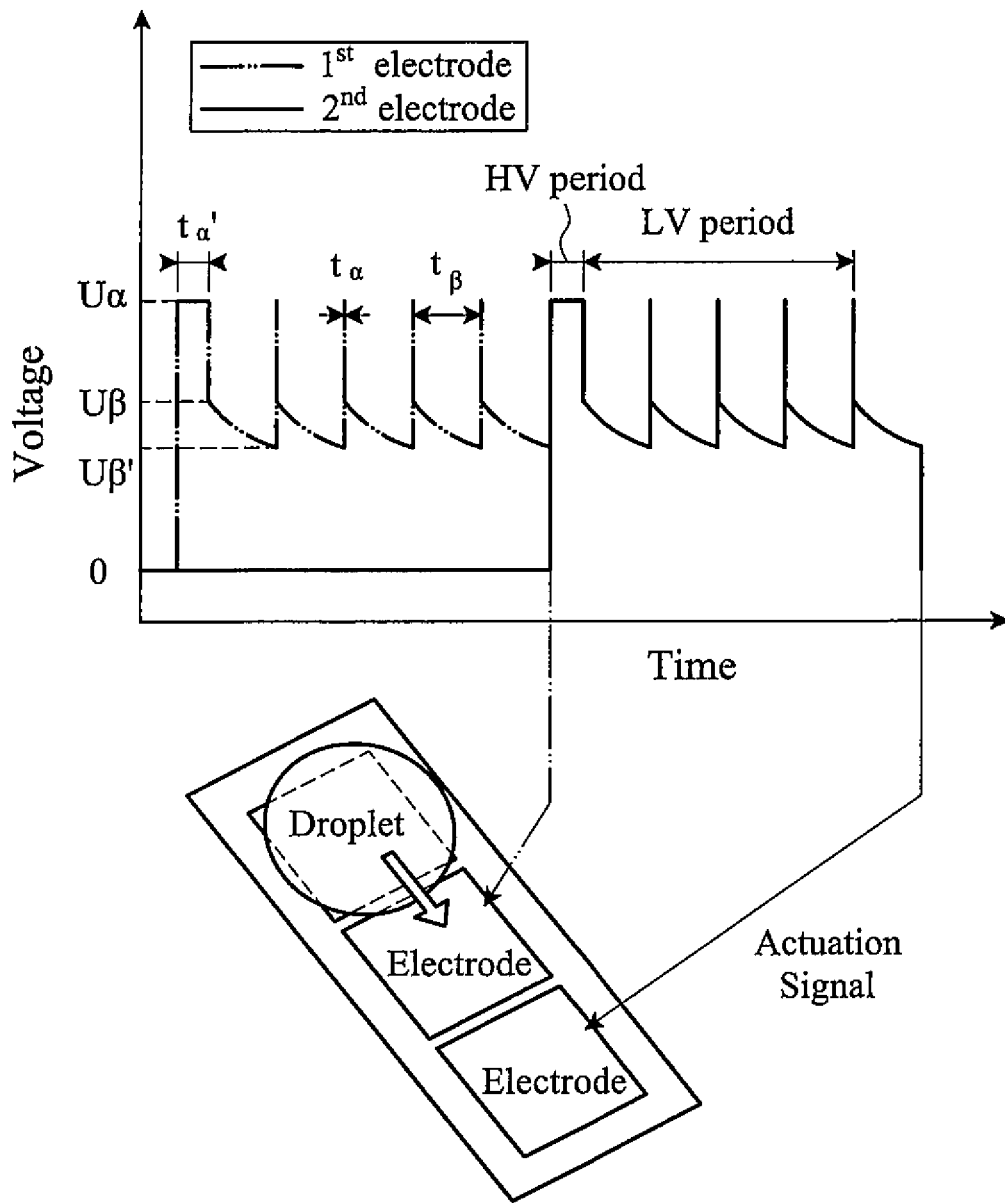 1st electrode
2nd electrode
HV period
LV period
tα'
tα
tβ
Uα
Uβ
Uβ'
0
Voltage
Time
Droplet
Electrode
Electrode
Actuation
Signal